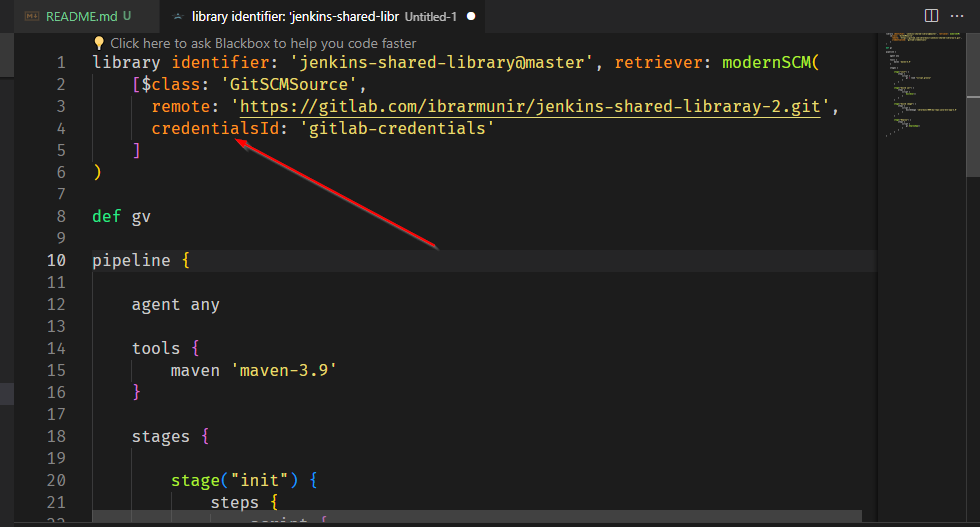 README.md U
library identifier: 'jenkins-shared-libr Untitled-1
Click here to ask Blackbox to help you code faster
1 library identifier: 'jenkins-shared-library@master', retriever: modernSCM(
2 [$class: 'GitSCMSource',
3 remote: 'https://gitlab.com/ibrarmunir/jenkins-shared-libraray-2.git',
4 credentialsId: 'gitlab-credentials'
5 ]
6 )
7
8 def gv
9
10 pipeline {
11
12 agent any
13
14 tools {
15 maven 'maven-3.9'
16 }
17
18 stages {
19
20 stage("init") {
21 steps {
22 script {